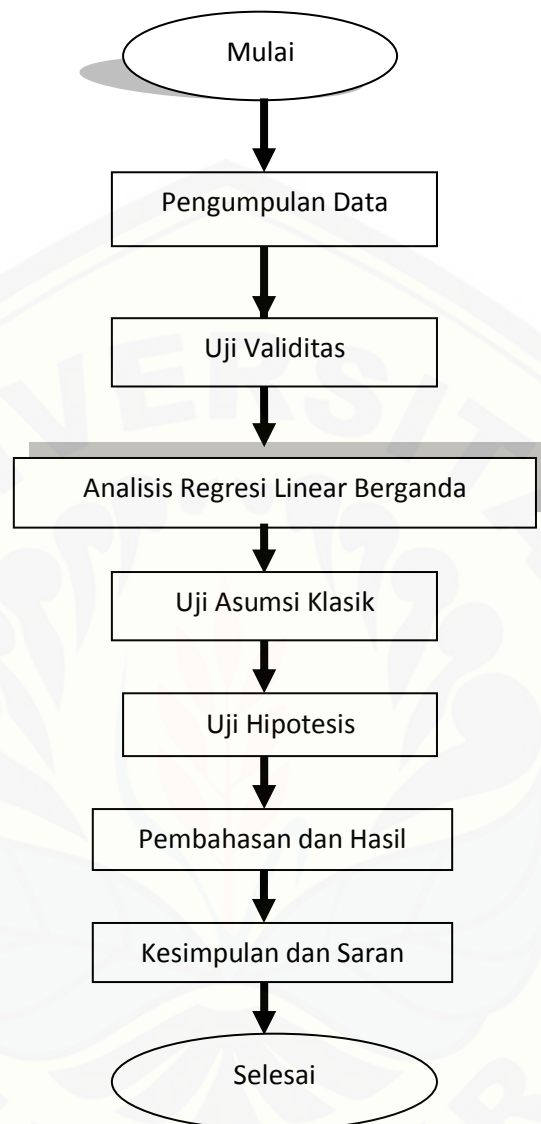 Mulai
Pengumpulan Data
Uji Validitas
Analisis Regresi Linear Berganda
Uji Asumsi Klasik
Uji Hipotesis
Pembahasan dan Hasil
Kesimpulan dan Saran
Selesai